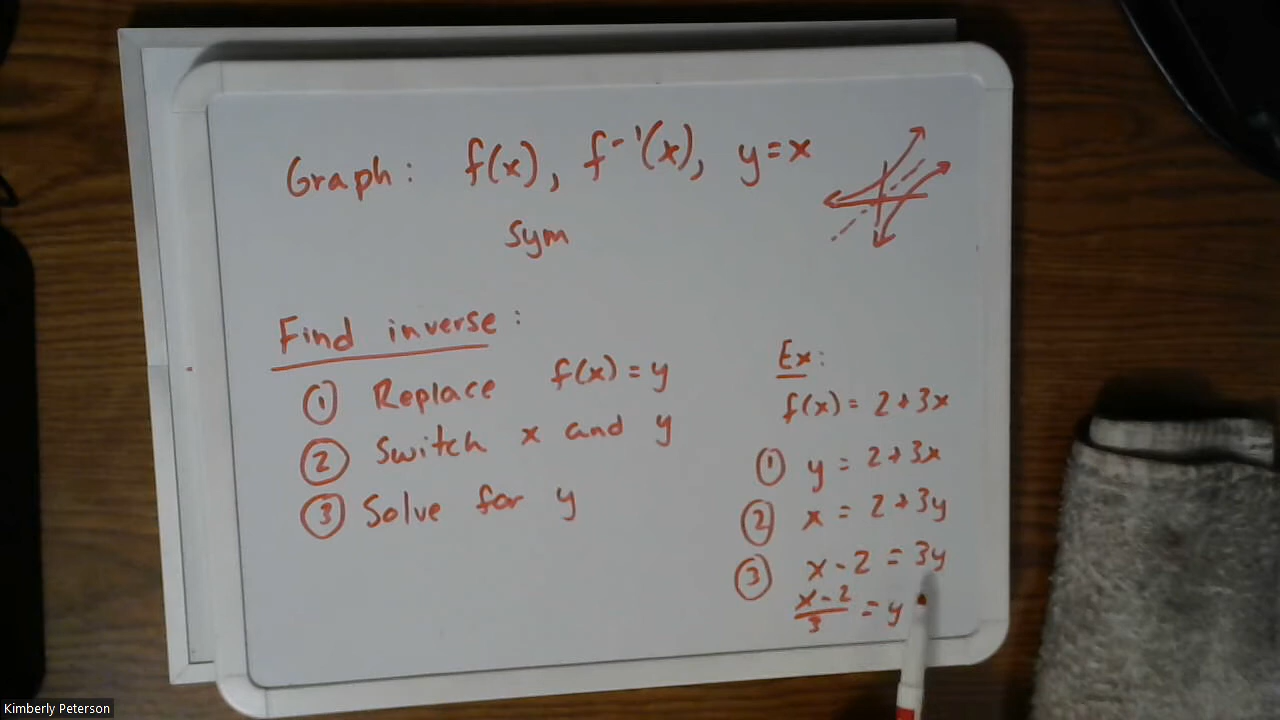 Graph: f(x), f⁻¹(x), y=x
Sym
Find inverse:
① Replace f(x) = y
② Switch x and y
③ Solve for y
Ex:
f(x) = 2+3x
① y = 2+3x
② x = 2+3y
③ x-2 = 3y
x-2/3 = y
Kimberly Peterson